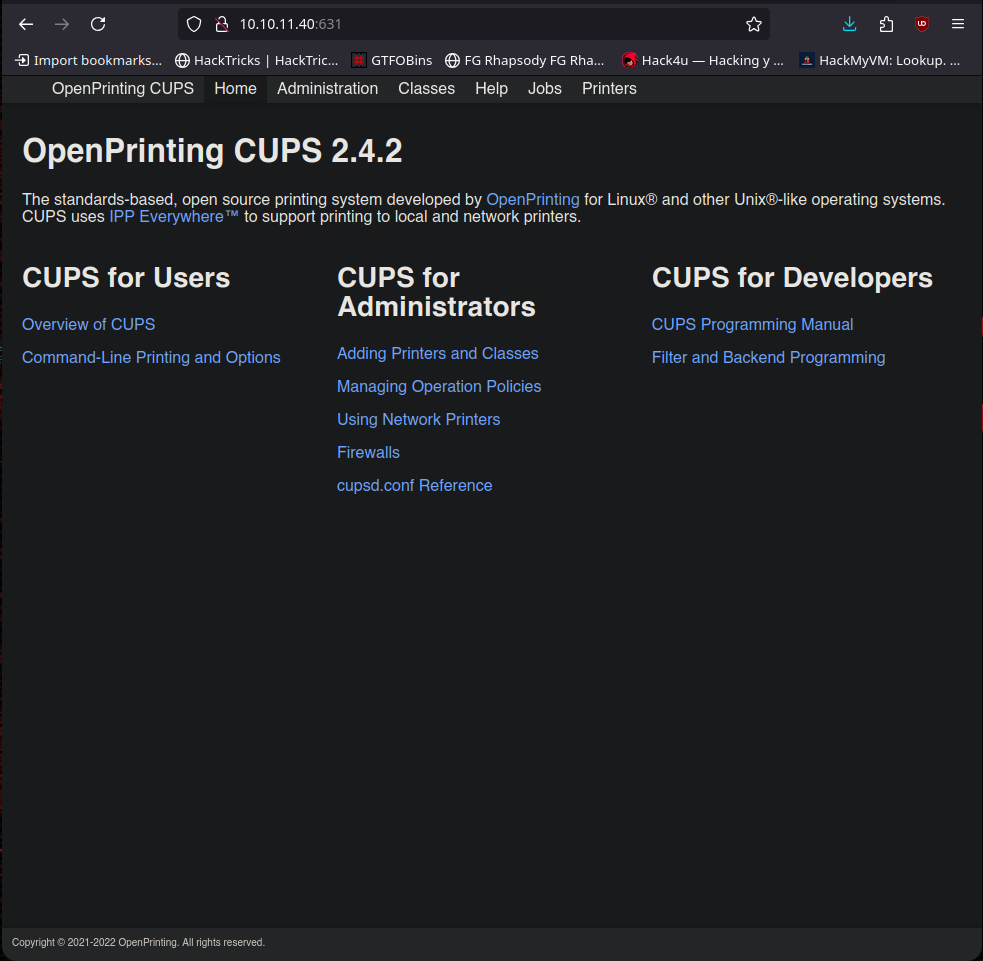 10.10.11.40:631
Import bookmarks... HackTricks | HackTric... GTFOBins FG Rhapsody FG Rha... Hack4u — Hacking y ... HackMyVM: Lookup. ...
OpenPrinting CUPS Home Administration Classes Help Jobs Printers
OpenPrinting CUPS 2.4.2
The standards-based, open source printing system developed by OpenPrinting for Linux® and other Unix®-like operating systems.
CUPS uses IPP Everywhere™ to support printing to local and network printers.
CUPS for Users
Overview of CUPS
Command-Line Printing and Options
CUPS for
Administrators
Adding Printers and Classes
Managing Operation Policies
Using Network Printers
Firewalls
cupsd.conf Reference
CUPS for Developers
CUPS Programming Manual
Filter and Backend Programming
Copyright © 2021-2022 OpenPrinting. All rights reserved.